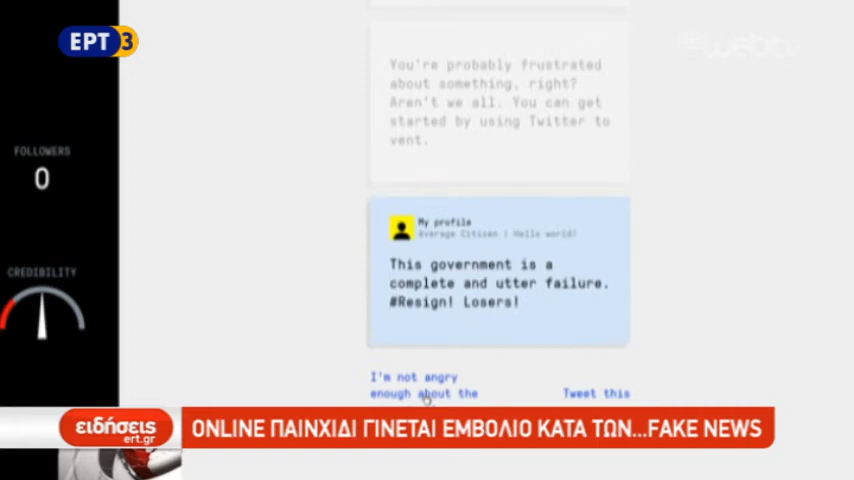 ΕΡΤ3
webtv
You're probably frustrated
about something, right?
Aren't we all. You can get
started by using Twitter to
vent.
FOLLOWERS
0
My profile
Average Citizen | Hello world!
This government is a
complete and utter failure.
#Resign! Losers!
CREDIBILITY
I'm not angry
enough about the
Tweet this
ειδήσεις
ert.gr
ONLINE ΠΑΙΝΧΙΔΙ ΓΙΝΕΤΑΙ ΕΜΒΟΛΙΟ ΚΑΤΑ ΤΩΝ...FAKE NEWS